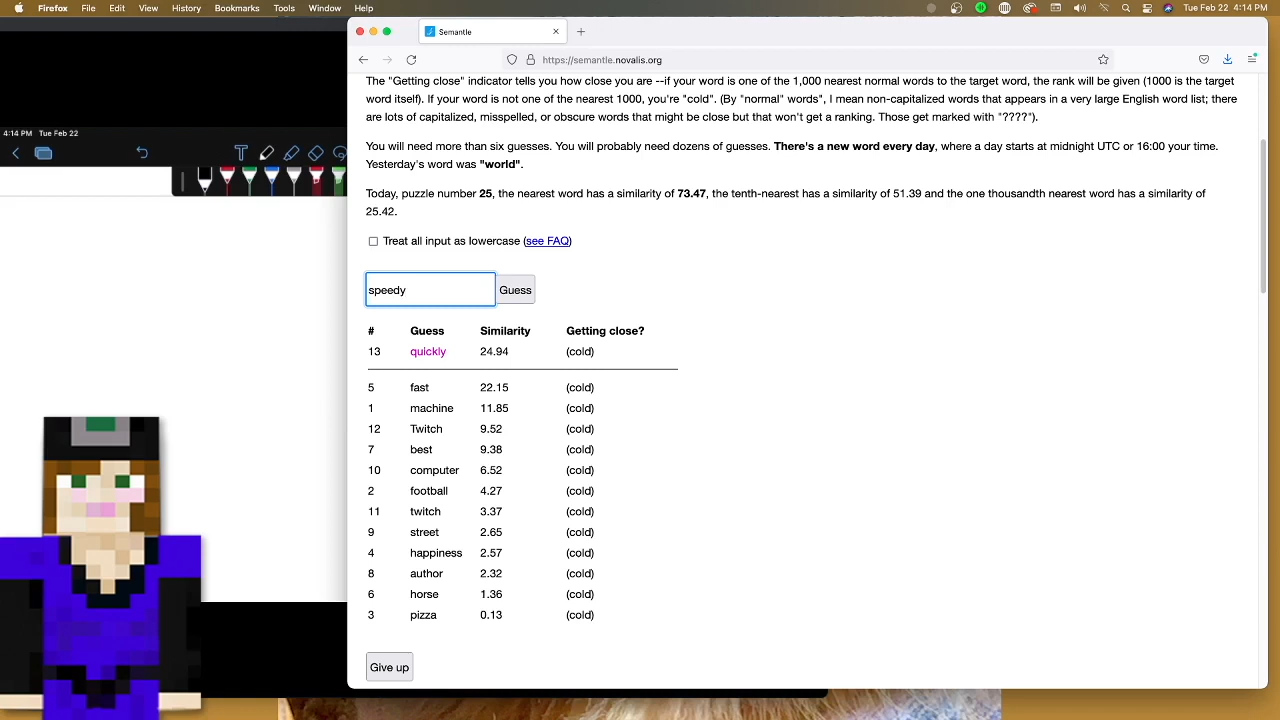 Firefox File Edit View History Bookmarks Tools Window Help Tue Feb 22 4:14 PM
Semantle
https://semantle.novalis.org
4:14 PM Tue Feb 22
The "Getting close" indicator tells you how close you are --if your word is one of the 1,000 nearest normal words to the target word, the rank will be given (1000 is the target
word itself). If your word is not one of the nearest 1000, you're "cold". (By "normal" words", I mean non-capitalized words that appears in a very large English word list; there
are lots of capitalized, misspelled, or obscure words that might be close but that won't get a ranking. Those get marked with "????").
You will need more than six guesses. You will probably need dozens of guesses. There's a new word every day, where a day starts at midnight UTC or 16:00 your time.
Yesterday's word was "world".
Today, puzzle number 25, the nearest word has a similarity of 73.47, the tenth-nearest has a similarity of 51.39 and the one thousandth nearest word has a similarity of
25.42.
Treat all input as lowercase (see FAQ)
speedy Guess
# Guess Similarity Getting close?
13 quickly 24.94 (cold)
5 fast 22.15 (cold)
1 machine 11.85 (cold)
12 Twitch 9.52 (cold)
7 best 9.38 (cold)
10 computer 6.52 (cold)
2 football 4.27 (cold)
11 twitch 3.37 (cold)
9 street 2.65 (cold)
4 happiness 2.57 (cold)
8 author 2.32 (cold)
6 horse 1.36 (cold)
3 pizza 0.13 (cold)
Give up